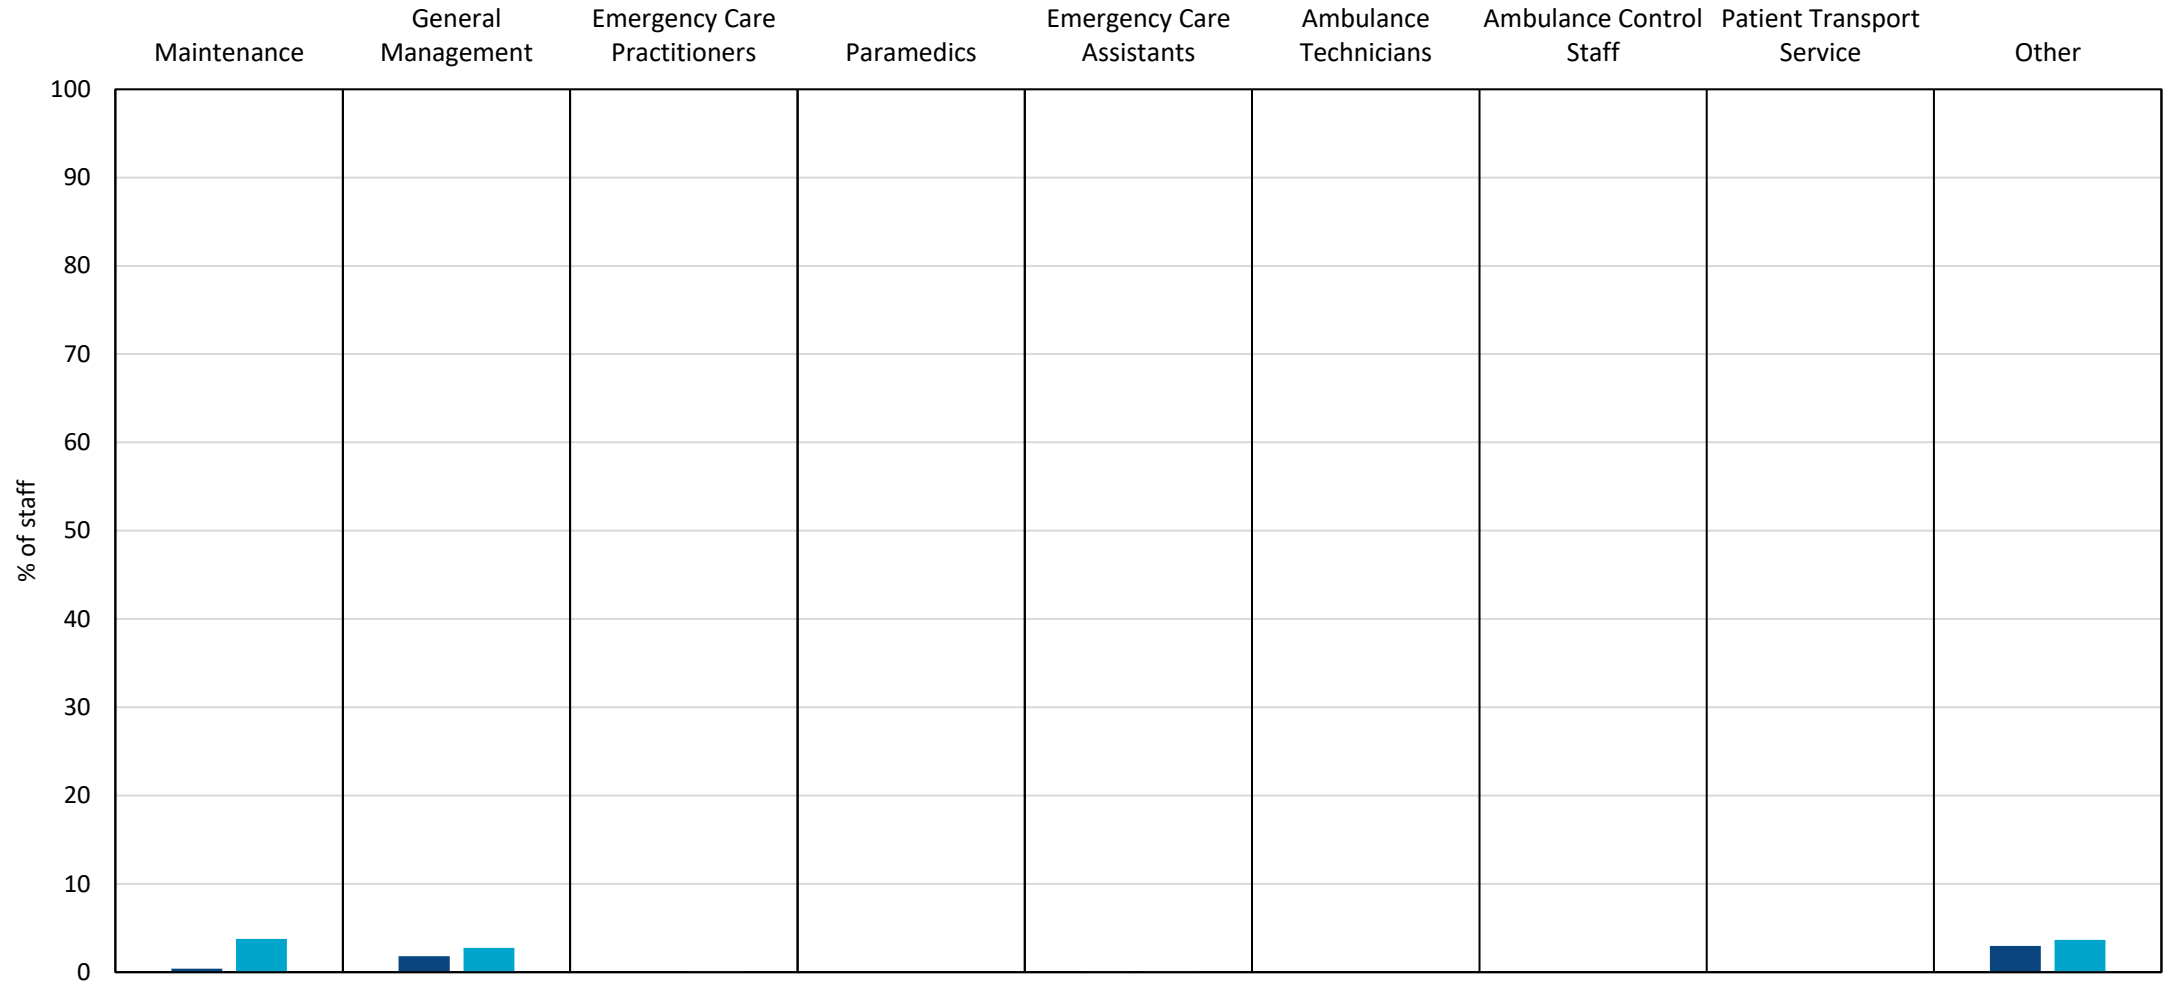 General
Emergency Care
Emergency Care
Ambulance
Ambulance Control
Patient Transport
Maintenance
Management
Practitioners
Paramedics
Assistants
Technicians
Staff
Service
Other
100
90
80
70
60
50
40
30
20
10
0
% of staff